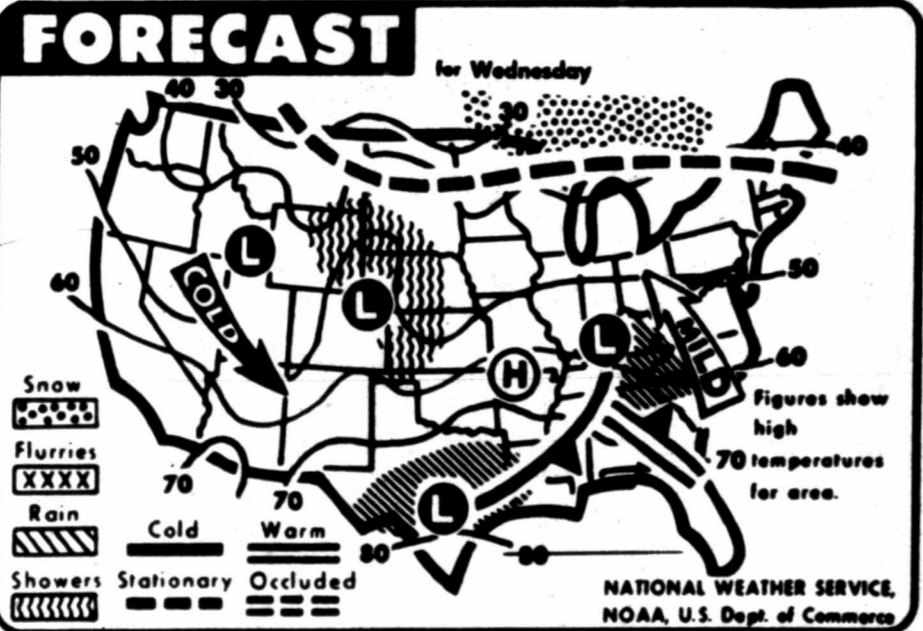 FORECAST
for Wednesday
40 30
30
40
50
L
COLD
50
60
L
L
MILD
H
60
Snow
Figures show
high
Flurries
70 temperatures
for area.
70
70
Rain
L
Cold
Warm
80
80
Showers
Stationary
Occluded
NATIONAL WEATHER SERVICE,
NOAA, U.S. Dept. of Commerce